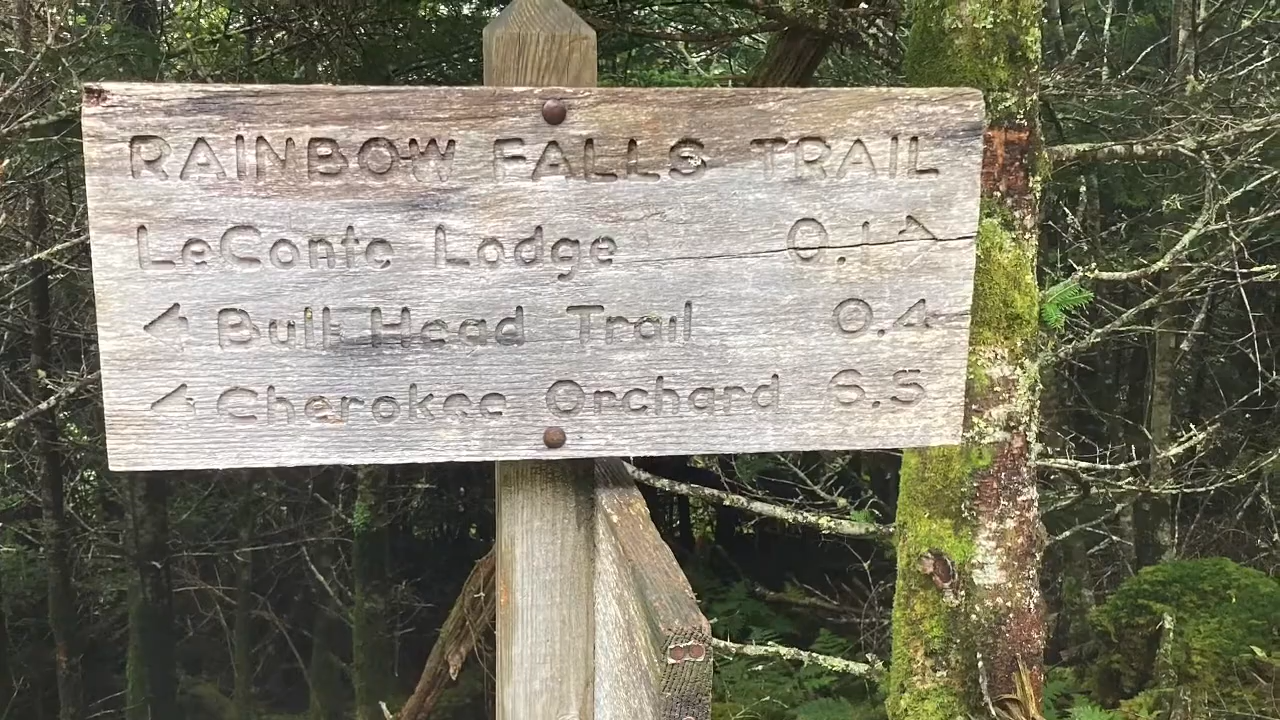 RAINBOW FALLS TRAIL
LeConte Lodge 0.1
Bull Head Trail 0.4
Cherokee Orchard 6.5